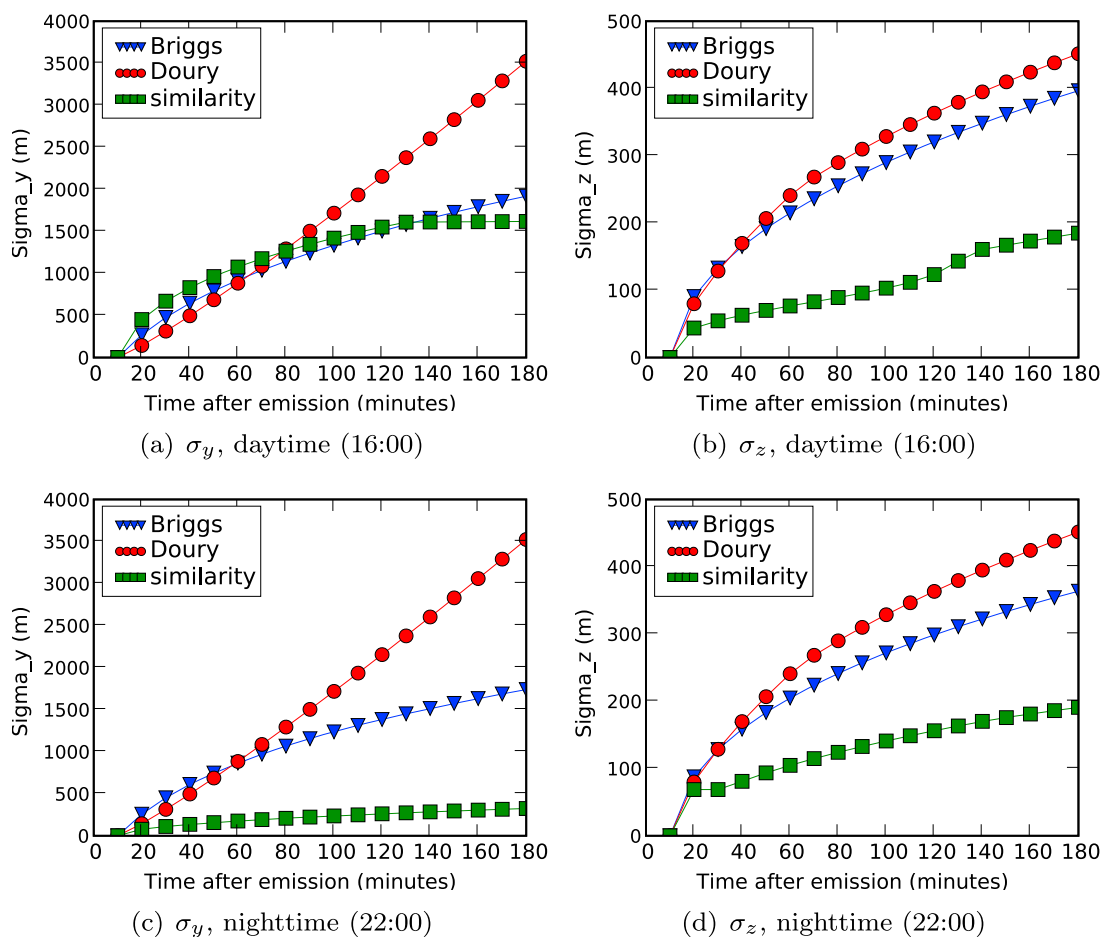 4000
3500
3000
2500
2000
1500
1000
500
0
Sigma_y (m)
Briggs
Doury
similarity
0 20 40 60 80 100 120 140 160 180
Time after emission (minutes)
(a) σy, daytime (16:00)
500
400
300
200
100
0
Sigma_z (m)
Briggs
Doury
similarity
0 20 40 60 80 100 120 140 160 180
Time after emission (minutes)
(b) σz, daytime (16:00)
4000
3500
3000
2500
2000
1500
1000
500
0
Sigma_y (m)
Briggs
Doury
similarity
0 20 40 60 80 100 120 140 160 180
Time after emission (minutes)
(c) σy, nighttime (22:00)
500
400
300
200
100
0
Sigma_z (m)
Briggs
Doury
similarity
0 20 40 60 80 100 120 140 160 180
Time after emission (minutes)
(d) σz, nighttime (22:00)